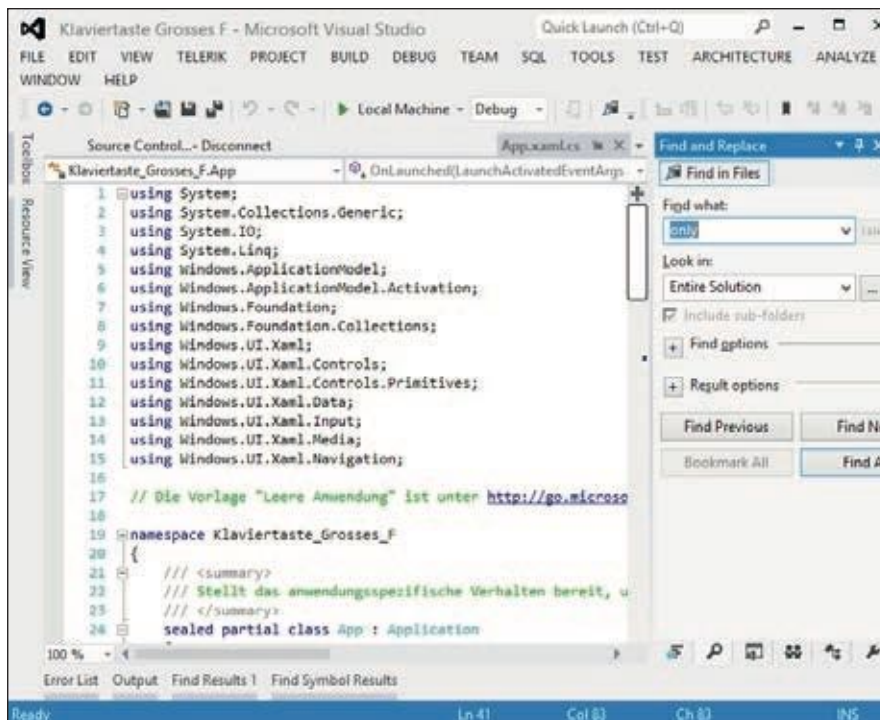 Klaviertaste Grosses F - Microsoft Visual Studio
Quick Launch (Ctrl+Q)
FILE EDIT VIEW TELERIK PROJECT BUILD DEBUG TEAM SQL TOOLS TEST ARCHITECTURE ANALYZE
WINDOW HELP
Local Machine Debug
Toolbox
Resource View
Source Control...- Disconnect
App.xaml.cs
Klaviertaste_Grosses_F.App
OnLaunched(LaunchActivatedEventArgs
1 using System;
2 using System.Collections.Generic;
3 using System.IO;
4 using System.Linq;
5 using Windows.ApplicationModel;
6 using Windows.ApplicationModel.Activation;
7 using Windows.Foundation;
8 using Windows.Foundation.Collections;
9 using Windows.UI.Xaml;
10 using Windows.UI.Xaml.Controls;
11 using Windows.UI.Xaml.Controls.Primitives;
12 using Windows.UI.Xaml.Data;
13 using Windows.UI.Xaml.Input;
14 using Windows.UI.Xaml.Media;
15 using Windows.UI.Xaml.Navigation;
16
17 // Die Vorlage "Leere Anwendung" ist unter http://go.microso
18
19 namespace Klaviertaste_Grosses_F
20 {
21 /// <summary>
22 /// Stellt das anwendungsspezifische Verhalten bereit, u
23 /// </summary>
24 sealed partial class App : Application
100 %
Find and Replace
Find in Files
Find what:
only
Look in:
Entire Solution
...
Include sub-folders
Find options
Result options
Find Previous
Find N
Bookmark All
Find A
Error List Output Find Results 1 Find Symbol Results
Ready Ln 41 Col 83 Ch 83 INS